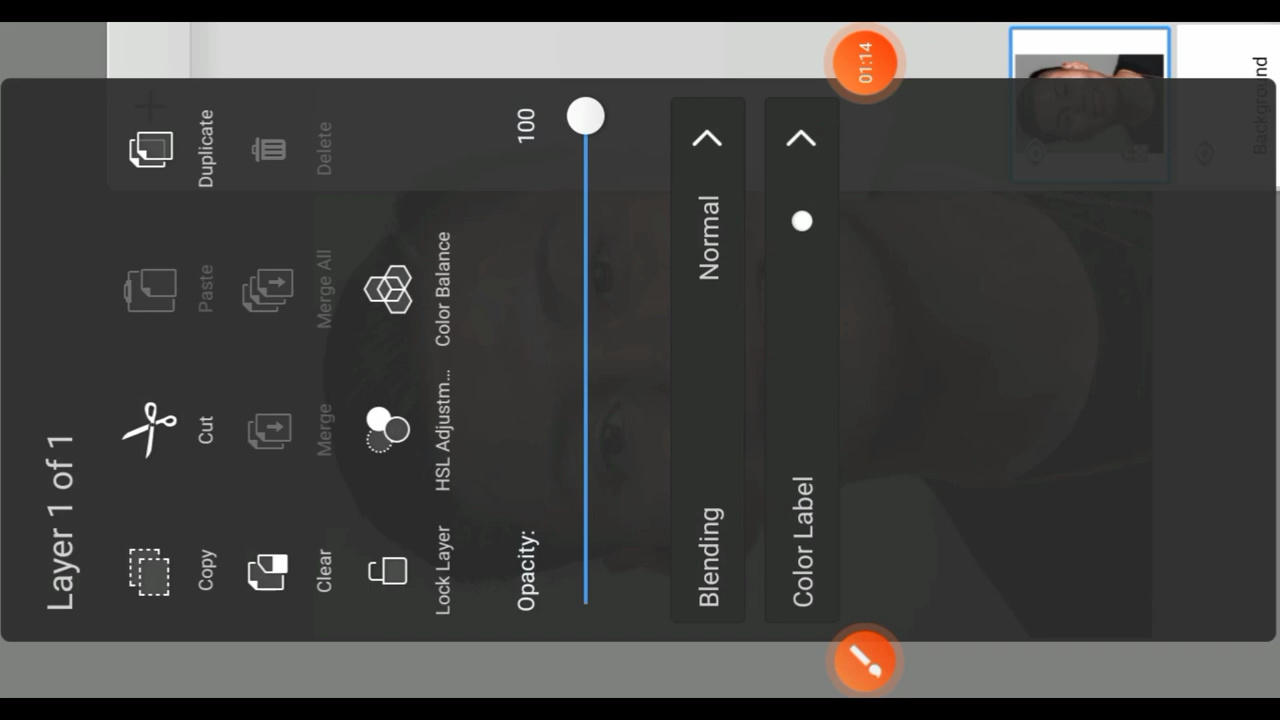 Layer 1 of 1
Copy
Cut
Paste
Duplicate
Clear
Merge
Merge All
Delete
Lock Layer
HSL Adjustm...
Color Balance
Opacity:
100
Blending
Normal
Color Label
01:14
Background